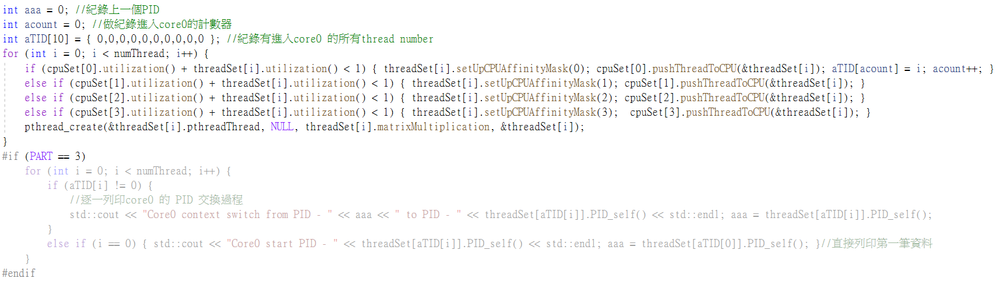 int aaa = 0; //紀錄上一個PID
int acount = 0; //做紀錄進入core0的計數器
int aTID[10] = { 0,0,0,0,0,0,0,0,0,0 }; //紀錄有進入core0 的所有thread number
for (int i = 0; i < numThread; i++) {
    if (cpuSet[0].utilization() + threadSet[i].utilization() < 1) { threadSet[i].setUpCPUAffinityMask(0); cpuSet[0].pushThreadToCPU(&threadSet[i]); aTID[acount] = i; acount++; }
    else if (cpuSet[1].utilization() + threadSet[i].utilization() < 1) { threadSet[i].setUpCPUAffinityMask(1); cpuSet[1].pushThreadToCPU(&threadSet[i]); }
    else if (cpuSet[2].utilization() + threadSet[i].utilization() < 1) { threadSet[i].setUpCPUAffinityMask(2); cpuSet[2].pushThreadToCPU(&threadSet[i]); }
    else if (cpuSet[3].utilization() + threadSet[i].utilization() < 1) { threadSet[i].setUpCPUAffinityMask(3);  cpuSet[3].pushThreadToCPU(&threadSet[i]); }
    pthread_create(&threadSet[i].pthreadThread, NULL, threadSet[i].matrixMultiplication, &threadSet[i]);
}
#if (PART == 3)
    for (int i = 0; i < numThread; i++) {
        if (aTID[i] != 0) {
            //逐一列印core0 的 PID 交換過程
            std::cout << "Core0 context switch from PID - " << aaa << " to PID - " << threadSet[aTID[i]].PID_self() << std::endl; aaa = threadSet[aTID[i]].PID_self();
        }
        else if (i == 0) { std::cout << "Core0 start PID - " << threadSet[aTID[i]].PID_self() << std::endl; aaa = threadSet[aTID[0]].PID_self(); }//直接列印第一筆資料
    }
#endif